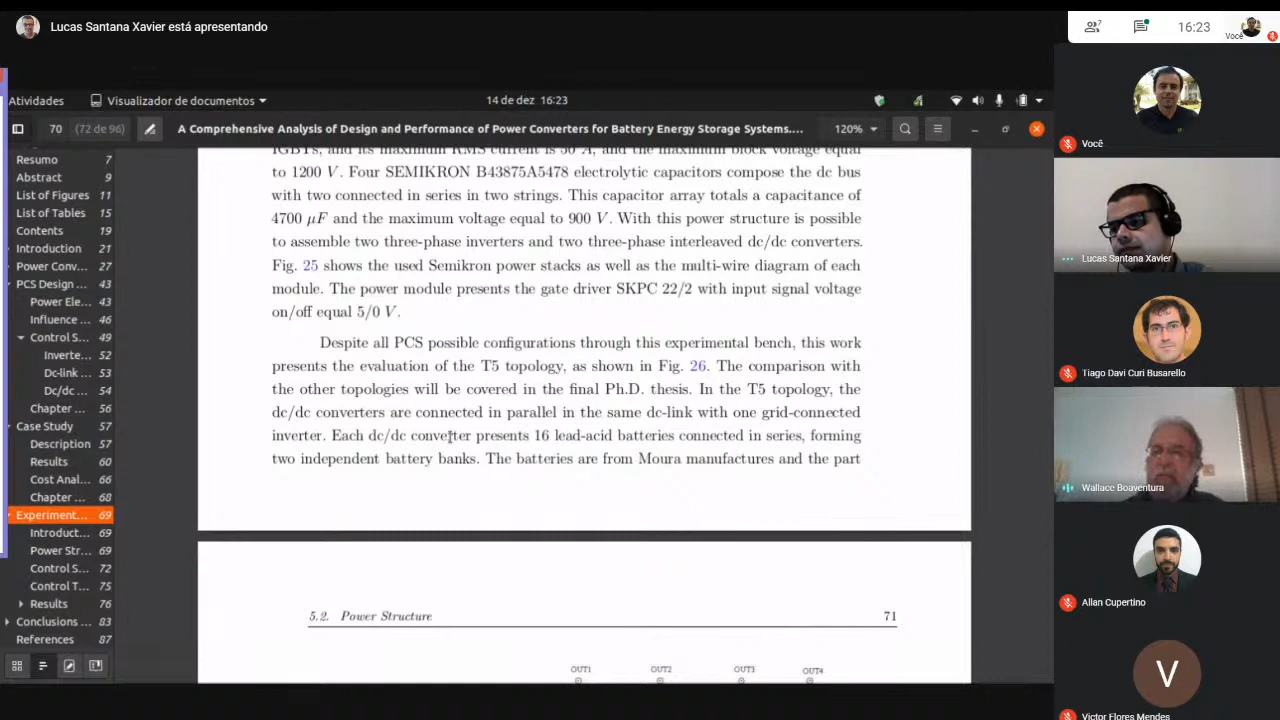 Lucas Santana Xavier está apresentando
7
16:23
Você
Atividades
Visualizador de documentos
14 de dez 16:23
70
(72 de 96)
A Comprehensive Analysis of Design and Performance of Power Converters for Battery Energy Storage Systems....
120%
Resumo 7
Abstract 9
List of Figures 11
List of Tables 15
Contents 19
Introduction 21
Power Conv... 27
PCS Design ... 43
Power Ele... 43
Influence ... 46
Control S... 49
Inverte... 52
Dc-link ... 53
Dc/dc ... 54
Chapter ... 56
Case Study 57
Description 57
Results 60
Cost Anal... 66
Chapter ... 68
Experiment... 69
Introduct... 69
Power Str... 69
Control S... 72
Control T... 75
Results 76
Conclusions ... 83
References 87
IGBTs, and its maximum RMS current is 50 A, and the maximum block voltage equal
to 1200 V. Four SEMIKRON B43875A5478 electrolytic capacitors compose the dc bus
with two connected in series in two strings. This capacitor array totals a capacitance of
4700 μF and the maximum voltage equal to 900 V. With this power structure is possible
to assemble two three-phase inverters and two three-phase interleaved dc/dc converters.
Fig. 25 shows the used Semikron power stacks as well as the multi-wire diagram of each
module. The power module presents the gate driver SKPC 22/2 with input signal voltage
on/off equal 5/0 V.
Despite all PCS possible configurations through this experimental bench, this work
presents the evaluation of the T5 topology, as shown in Fig. 26. The comparison with
the other topologies will be covered in the final Ph.D. thesis. In the T5 topology, the
dc/dc converters are connected in parallel in the same dc-link with one grid-connected
inverter. Each dc/dc converter presents 16 lead-acid batteries connected in series, forming
two independent battery banks. The batteries are from Moura manufactures and the part
5.2. Power Structure 71
OUT1 OUT2 OUT3 OUT4
Você
Lucas Santana Xavier
Tiago Davi Curi Busarello
Wallace Boaventura
Allan Cupertino
V
Victor Flores Mendes